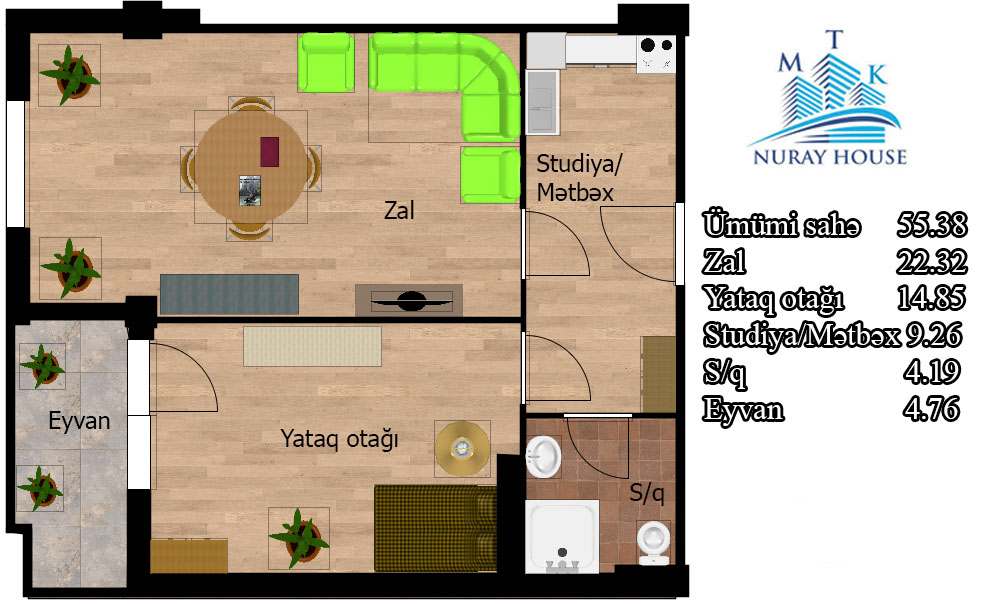 Zal
Studiya/
Mətbəx
Eyvan
Yataq otağı
S/q
M T K
NURAY HOUSE
Ümümi sahə 55.38
Zal 22.32
Yataq otağı 14.85
Studiya/Mətbəx 9.26
S/q 4.19
Eyvan 4.76